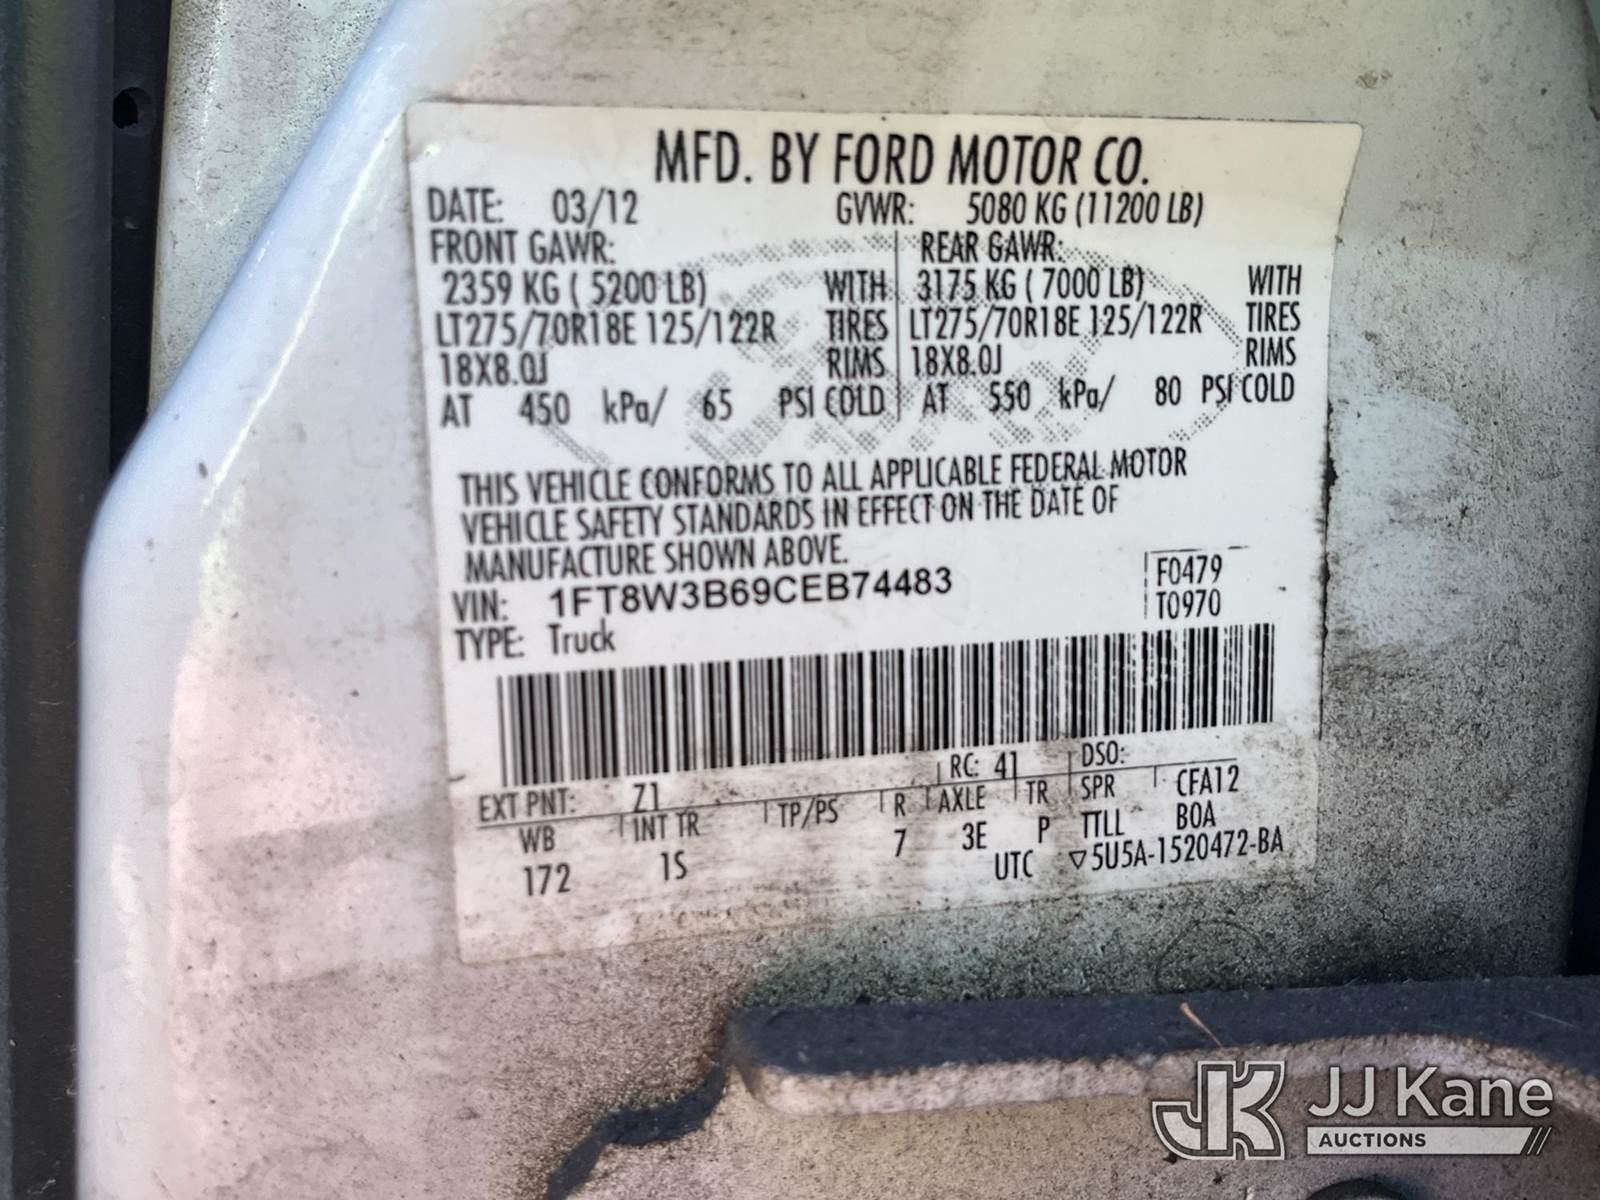 MFD. BY FORD MOTOR CO.
DATE: 03/12 GVWR: 5080 KG (11200 LB)
FRONT GAWR: REAR GAWR:
2359 KG ( 5200 LB) WITH 3175 KG ( 7000 LB) WITH
LT275/70R18E 125/122R TIRES LT275/70R18E 125/122R TIRES
18X8.0J RIMS 18X8.0J RIMS
AT 450 kPa/ 65 PSI COLD AT 550 kPa/ 80 PSI COLD
THIS VEHICLE CONFORMS TO ALL APPLICABLE FEDERAL MOTOR
VEHICLE SAFETY STANDARDS IN EFFECT ON THE DATE OF
MANUFACTURE SHOWN ABOVE.
VIN: 1FT8W3B69CEB74483 F0479
TYPE: Truck T0970
EXT PNT: Z1 RC: 41 DSO:
WB INT TR TP/PS R AXLE TR SPR CFA12
172 1S 7 3E P TTLL BOA
UTC ▽5U5A-1520472-BA
JK JJ Kane
AUCTIONS